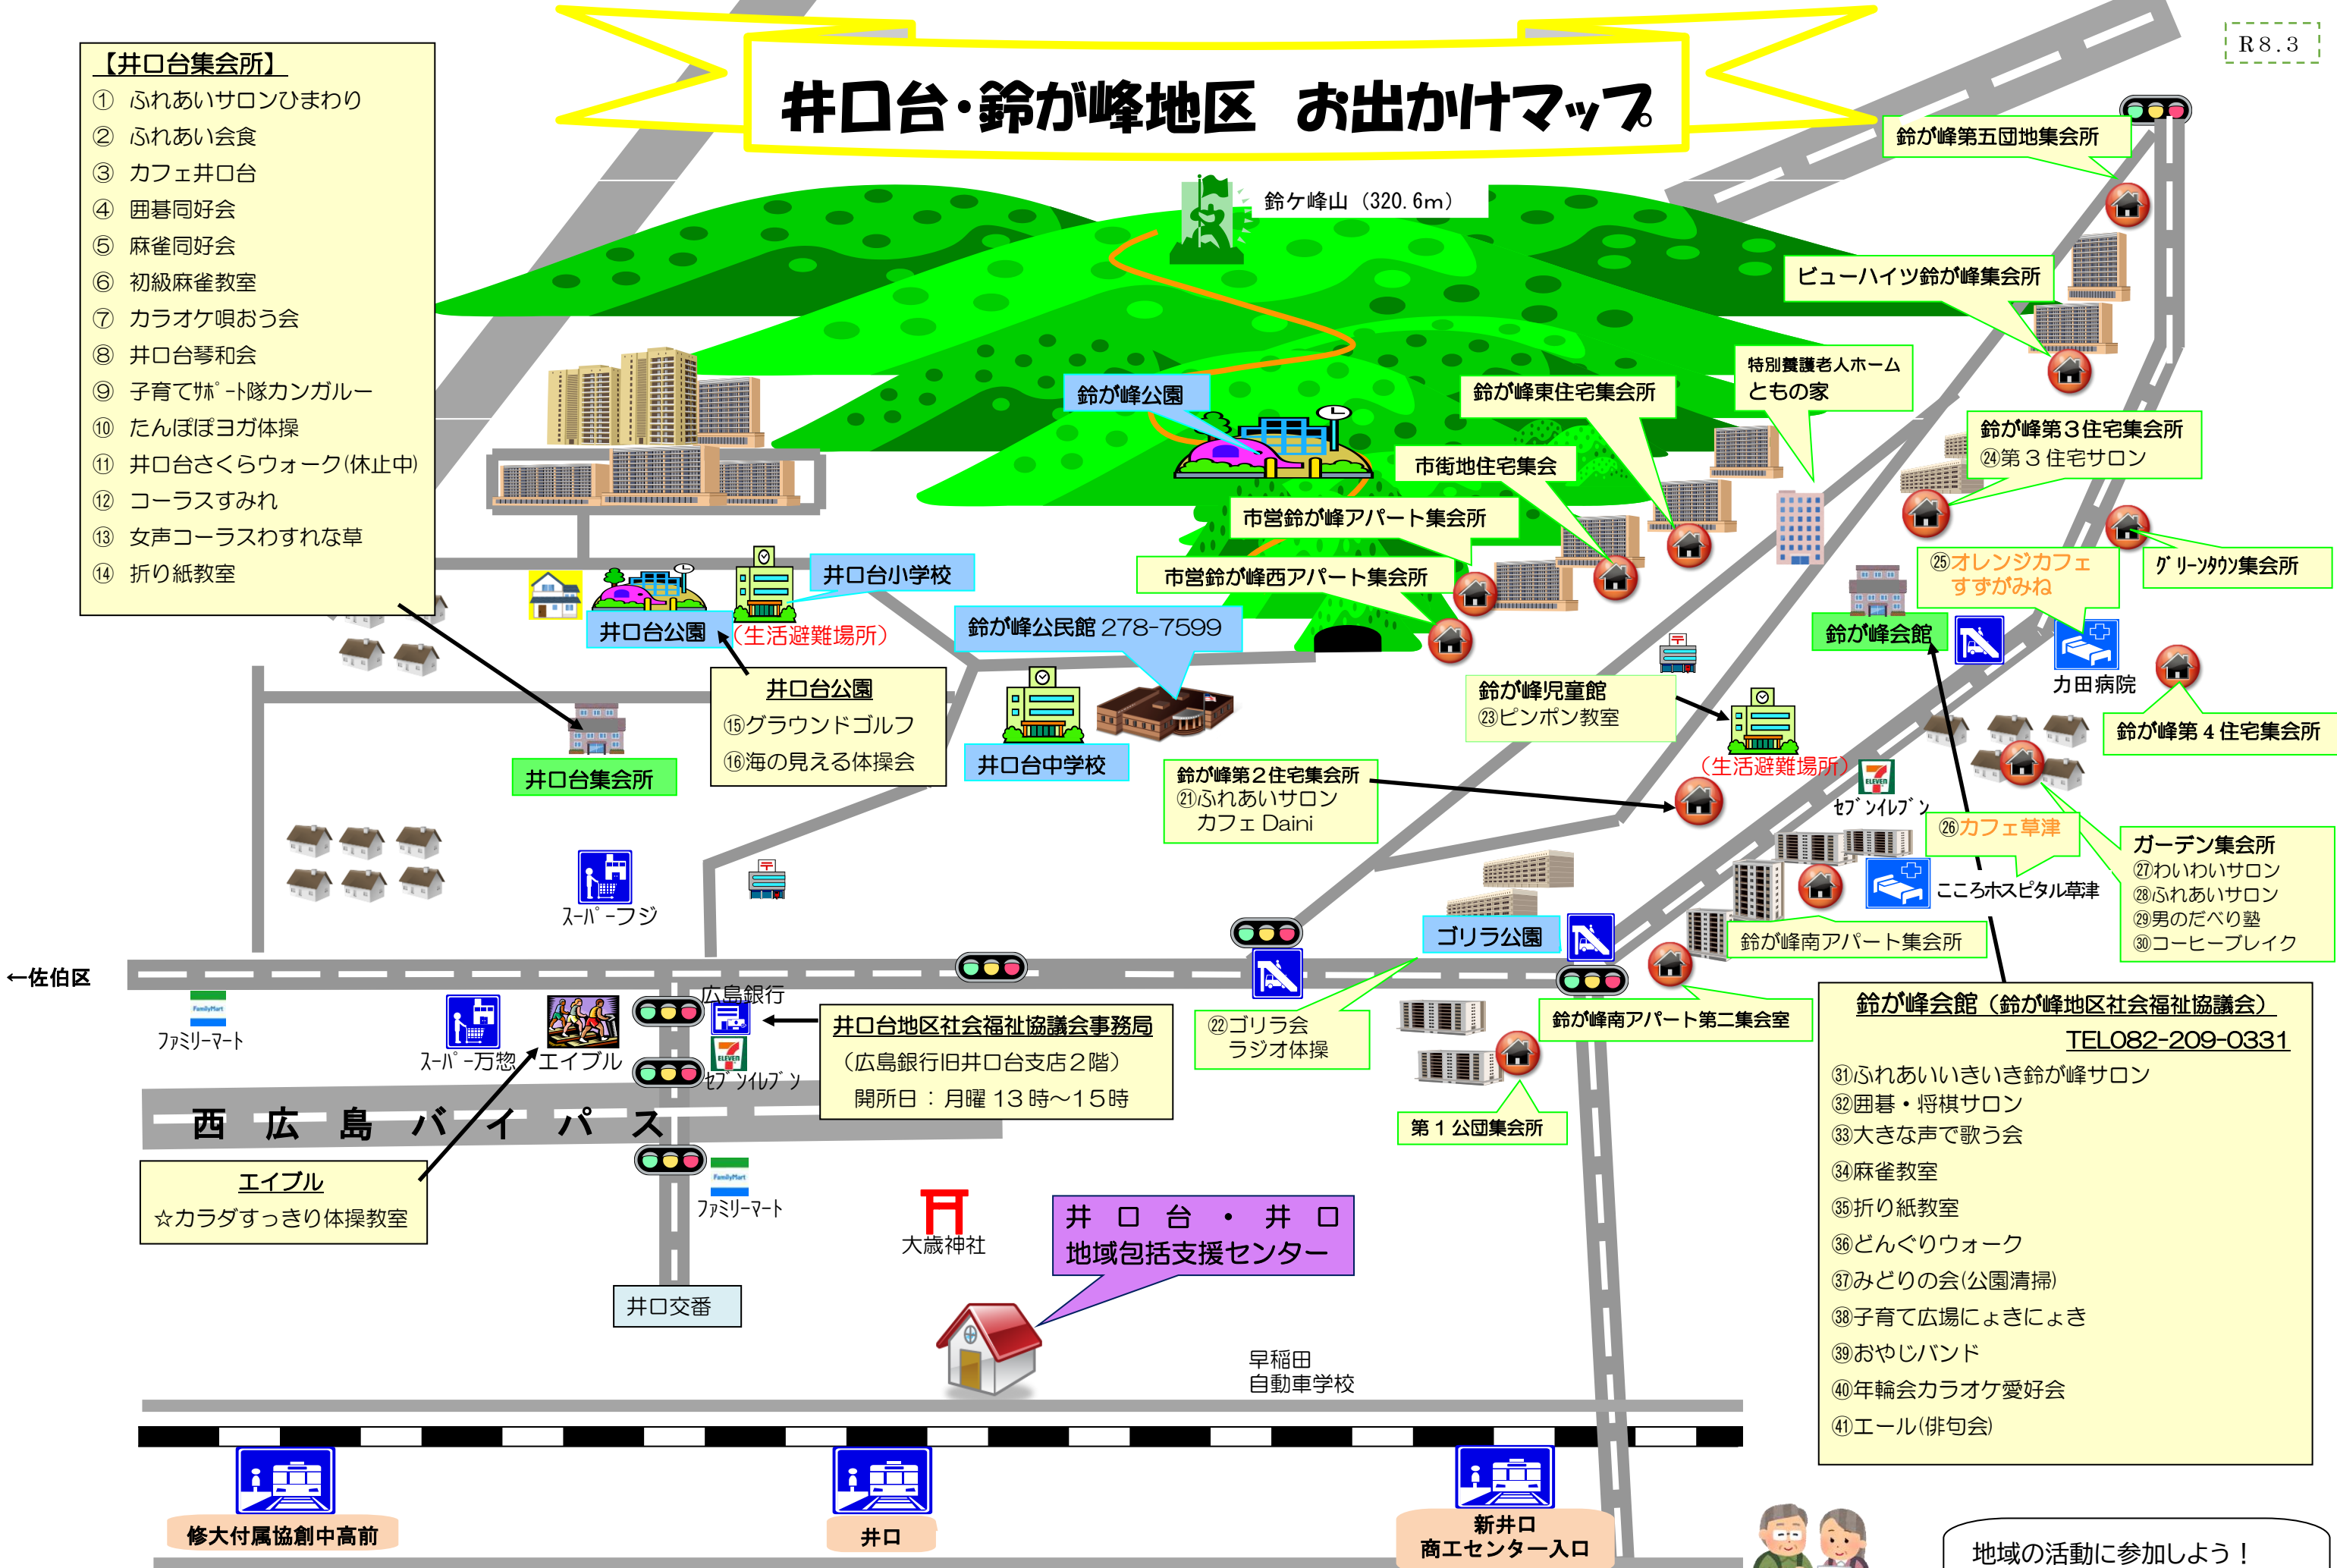 R8.3
井口台・鈴が峰地区 お出かけマップ
【井口台集会所】
① ふれあいサロンひまわり
② ふれあい会食
③ カフェ井口台
④ 囲碁同好会
⑤ 麻雀同好会
⑥ 初級麻雀教室
⑦ カラオケ唄おう会
⑧ 井口台琴和会
⑨ 子育てｻﾎﾟｰﾄ隊カンガルー
⑩ たんぽぽヨガ体操
⑪ 井口台さくらウォーク(休止中)
⑫ コーラスすみれ
⑬ 女声コーラスわすれな草
⑭ 折り紙教室
鈴ケ峰山（320.6m）
鈴が峰第五団地集会所
ビューハイツ鈴が峰集会所
特別養護老人ホーム
ともの家
鈴が峰公園
鈴が峰東住宅集会所
市街地住宅集会
鈴が峰第３住宅集会所
㉔第３住宅サロン
市営鈴が峰アパート集会所
市営鈴が峰西アパート集会所
㉕オレンジカフェ
すずがみね
ｸﾞﾘｰﾝﾀｳﾝ集会所
井口台小学校
（生活避難場所）
井口台公園
鈴が峰公民館 278-7599
鈴が峰会館
力田病院
井口台公園
⑮グラウンドゴルフ
⑯海の見える体操会
鈴が峰児童館
㉓ピンポン教室
鈴が峰第４住宅集会所
井口台集会所
井口台中学校
（生活避難場所）
鈴が峰第２住宅集会所
㉑ふれあいサロン
カフェ Daini
ELEVEN
ｾﾌﾞﾝｲﾚﾌﾞﾝ
㉖カフェ草津
ガーデン集会所
㉗わいわいサロン
㉘ふれあいサロン
㉙男のだべり塾
㉚コーヒーブレイク
こころホスピタル草津
ｽｰﾊﾟｰフジ
ゴリラ公園
鈴が峰南アパート集会所
←佐伯区
FamilyMart
ファミリーマート
ｽｰﾊﾟｰ万惣
エイブル
広島銀行
ELEVEN
ｾﾌﾞﾝｲﾚﾌﾞﾝ
井口台地区社会福祉協議会事務局
（広島銀行旧井口台支店２階）
開所日：月曜 13 時～15時
㉒ゴリラ会
ラジオ体操
鈴が峰南アパート第二集会室
第１公団集会所
西広島バイパス
エイブル
☆カラダすっきり体操教室
FamilyMart
ファミリーマート
大歳神社
井口台・井口
地域包括支援センター
井口交番
早稲田
自動車学校
鈴が峰会館（鈴が峰地区社会福祉協議会）
TEL082-209-0331
㉛ふれあいいきいき鈴が峰サロン
㉜囲碁・将棋サロン
㉝大きな声で歌う会
㉞麻雀教室
㉟折り紙教室
㊱どんぐりウォーク
㊲みどりの会(公園清掃)
㊳子育て広場にょきにょき
㊴おやじバンド
㊵年輪会カラオケ愛好会
㊶エール(俳句会)
修大付属協創中高前
井口
新井口
商工センター入口
地域の活動に参加しよう！